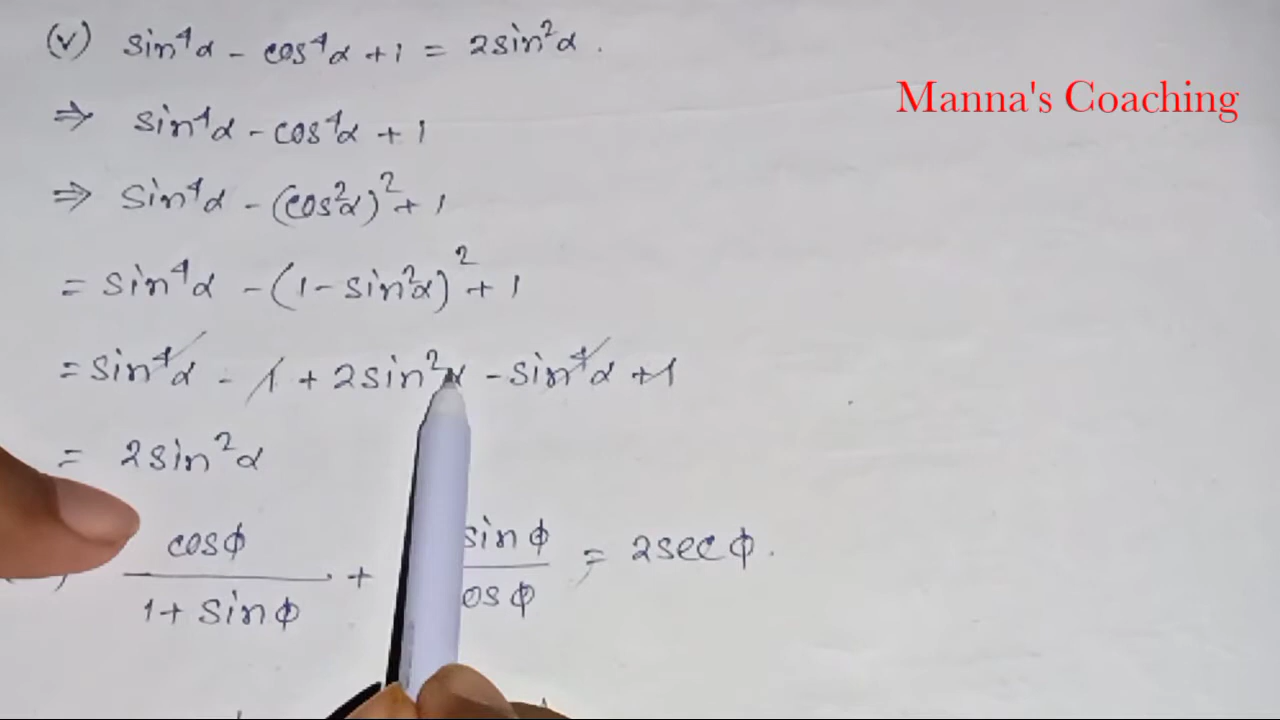 (v) sin⁴α - cos⁴α + 1 = 2sin²α.
Manna's Coaching
⇒ sin⁴α - cos⁴α + 1
⇒ sin⁴α - (cos²α)² + 1
= sin⁴α - (1 - sin²α)² + 1
= sin⁴α - 1 + 2sin²α - sin⁴α + 1
= 2sin²α
cosφ / 1 + sinφ + sinφ / osφ = 2secφ.